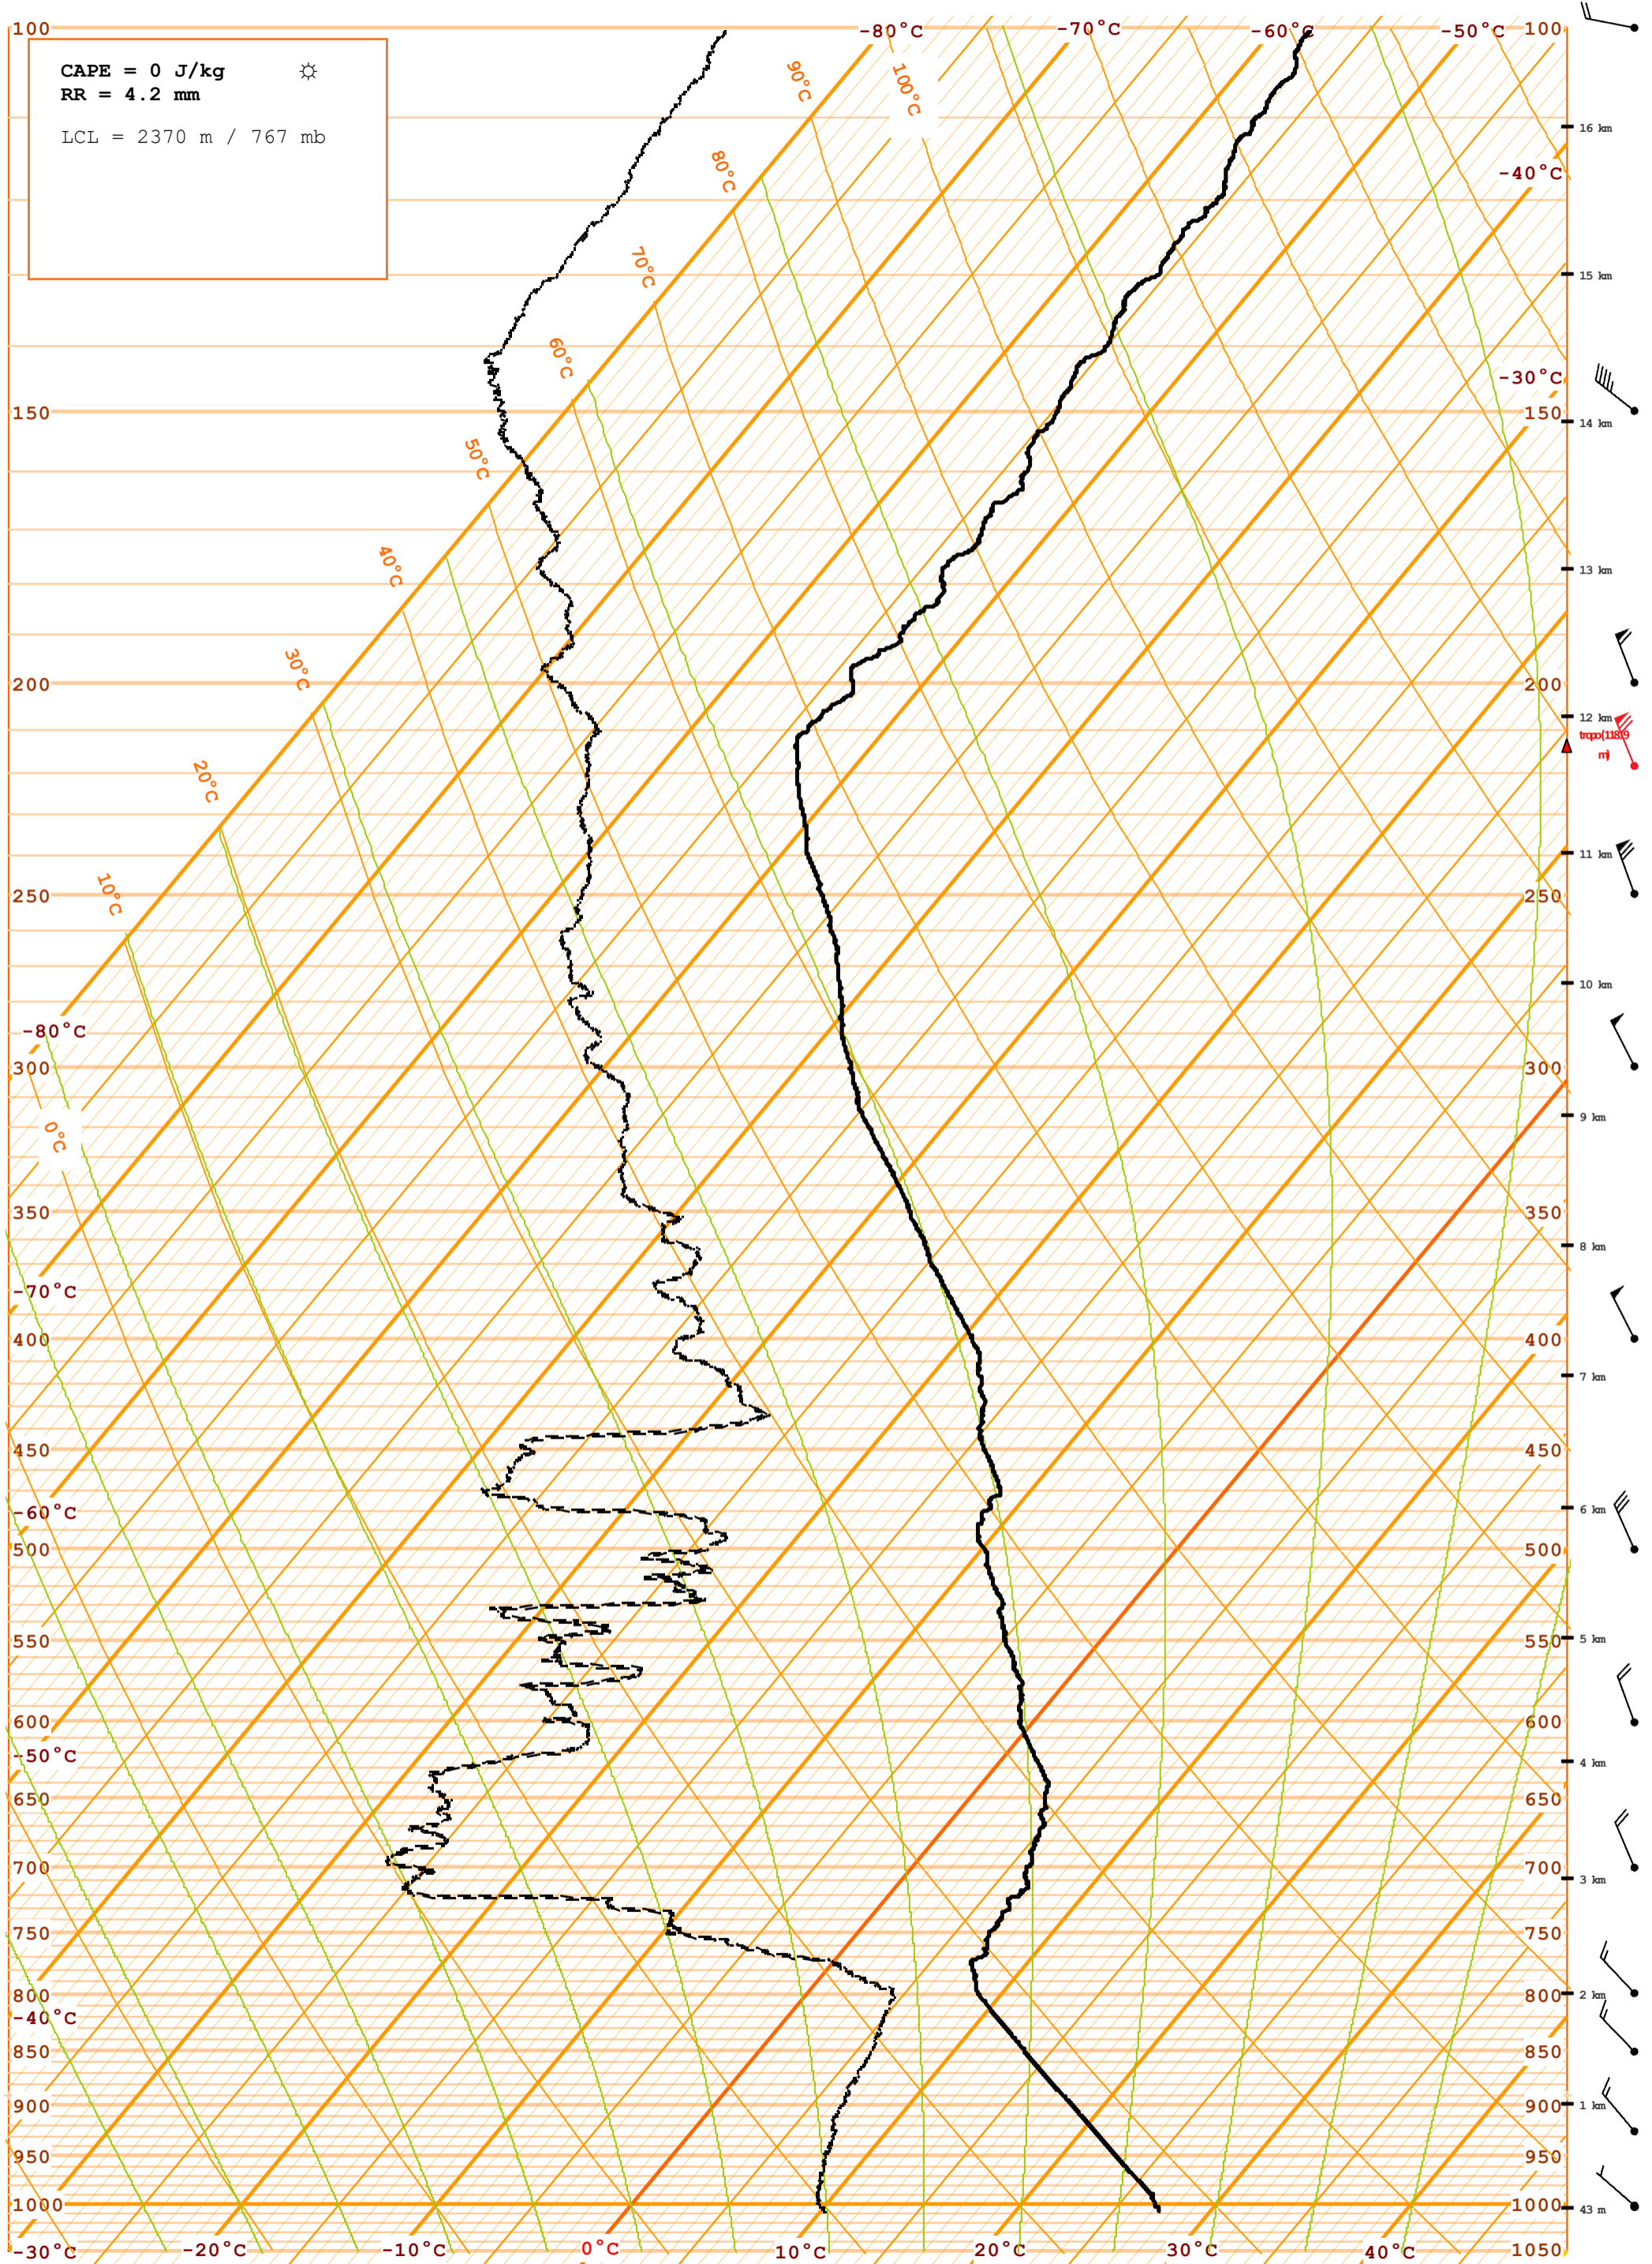 100 -80°C -70°C -60°C -50°C 100
CAPE = 0 J/kg ☼
RR = 4.2 mm
LCL = 2370 m / 767 mb
90°C 100°C
16 km
80°C
-40°C
70°C
15 km
60°C
-30°C
150 150
14 km
50°C
40°C
13 km
30°C
200 200
12 km
20°C
10°C
11 km
250 250
10 km
-80°C
300 300
0°C
9 km
350 350
8 km
-70°C
400 400
7 km
450 450
-60°C
6 km
500 500
550 550
5 km
600 600
-50°C
4 km
650 650
700 700
3 km
750 750
800 800
2 km
-40°C
850 850
900 900
1 km
950 950
1000 1000
43 m
-30°C -20°C -10°C 0°C 10°C 20°C 30°C 40°C 1050